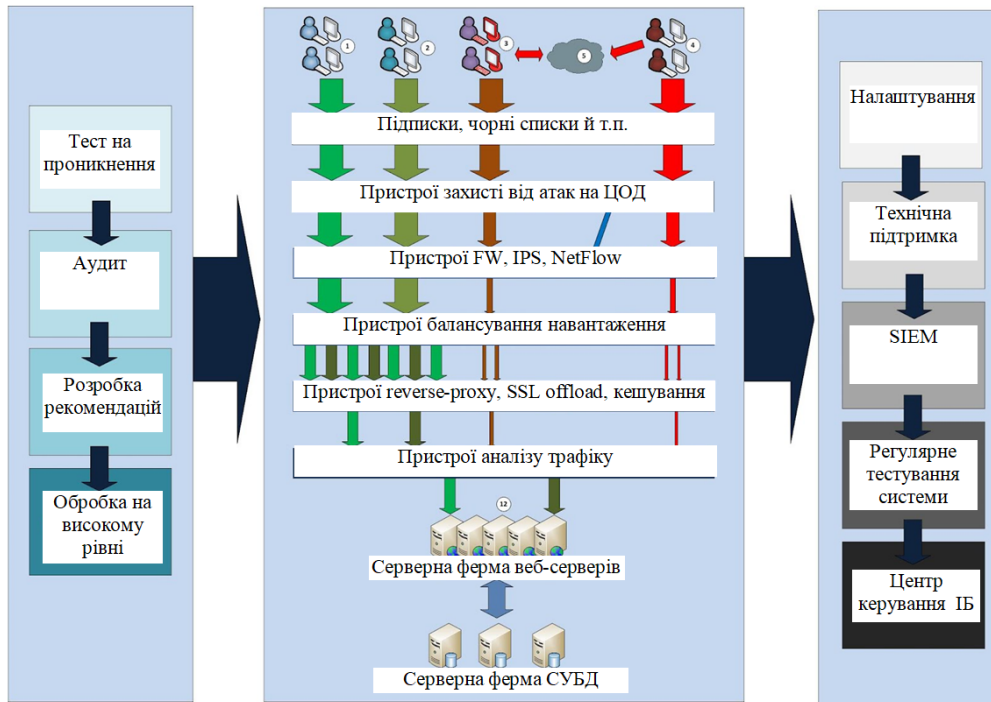 Тест на
проникнення
Аудит
Розробка
рекомендацій
Обробка на
високому
рівні
1
2
3
5
4
Підписки, чорні списки й т.п.
Пристрої захисті від атак на ЦОД
Пристрої FW, IPS, NetFlow
Пристрої балансування навантаження
Пристрої reverse-proxy, SSL offload, кешування
Пристрої аналізу трафіку
12
Серверна ферма веб-серверів
Серверна ферма СУБД
Налаштування
Технічна
підтримка
SIEM
Регулярне
тестування
системи
Центр
керування ІБ